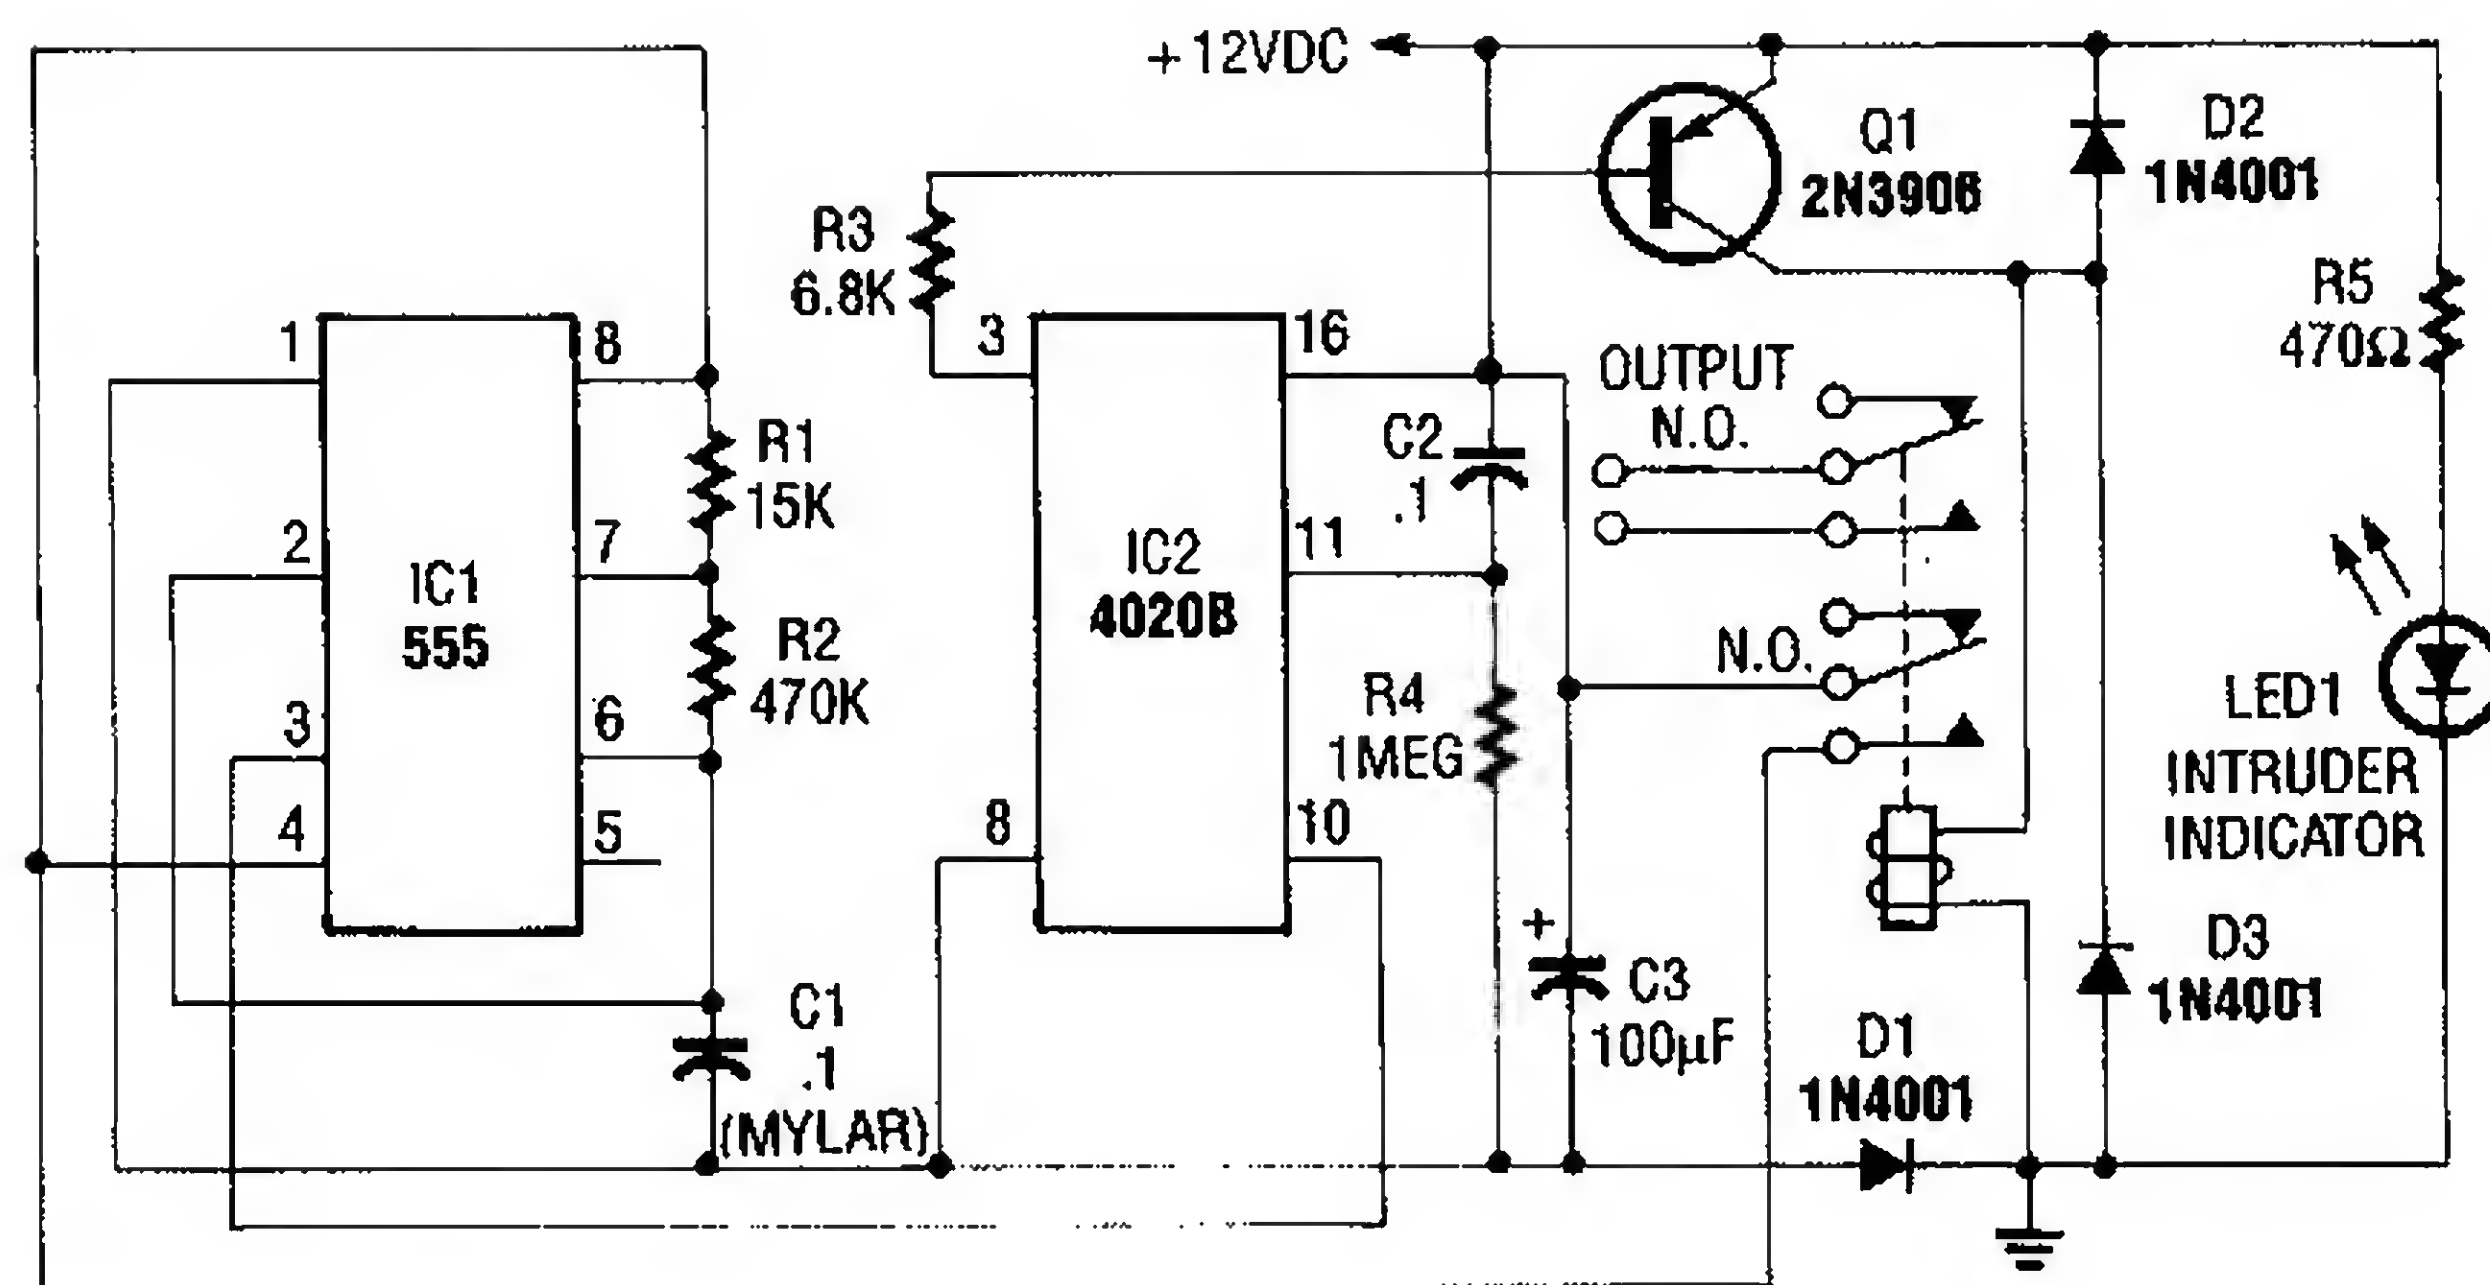 +12VDC
Q1
2N3906
D2
1N4001
R3
6.8K
R5
470Ω
1
8
3
16
OUTPUT
N.O.
R1
15K
C2
.1
2
7
11
IC1
555
IC2
4020B
R2
470K
3
6
N.O.
R4
1MEG
LED1
INTRUDER
INDICATOR
4
5
8
10
+
C3
100µF
D3
1N4001
C1
.1
(MYLAR)
D1
1N4001